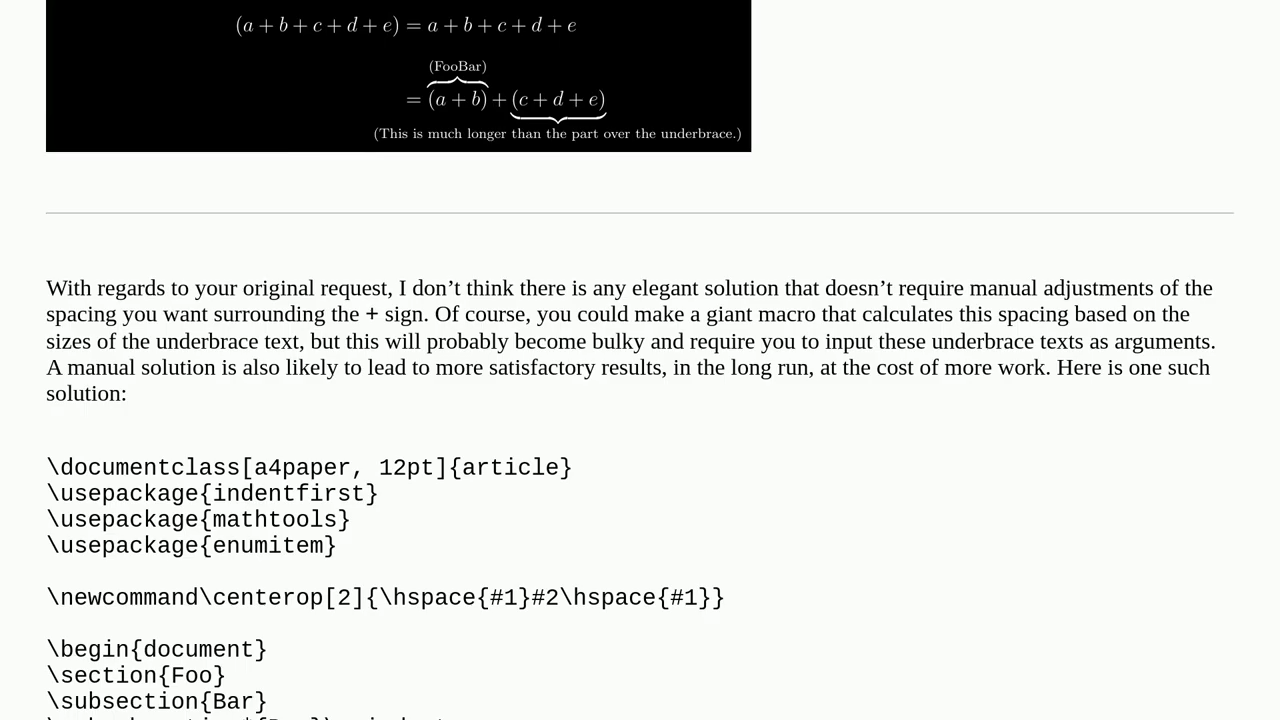 (a + b + c + d + e) = a + b + c + d + e
(FooBar)
= (a + b) + (c + d + e)
(This is much longer than the part over the underbrace.)
With regards to your original request, I don’t think there is any elegant solution that doesn’t require manual adjustments of the
spacing you want surrounding the + sign. Of course, you could make a giant macro that calculates this spacing based on the
sizes of the underbrace text, but this will probably become bulky and require you to input these underbrace texts as arguments.
A manual solution is also likely to lead to more satisfactory results, in the long run, at the cost of more work. Here is one such
solution:
\documentclass[a4paper, 12pt]{article}
\usepackage{indentfirst}
\usepackage{mathtools}
\usepackage{enumitem}
\newcommand\centerop[2]{\hspace{#1}#2\hspace{#1}}
\begin{document}
\section{Foo}
\subsection{Bar}